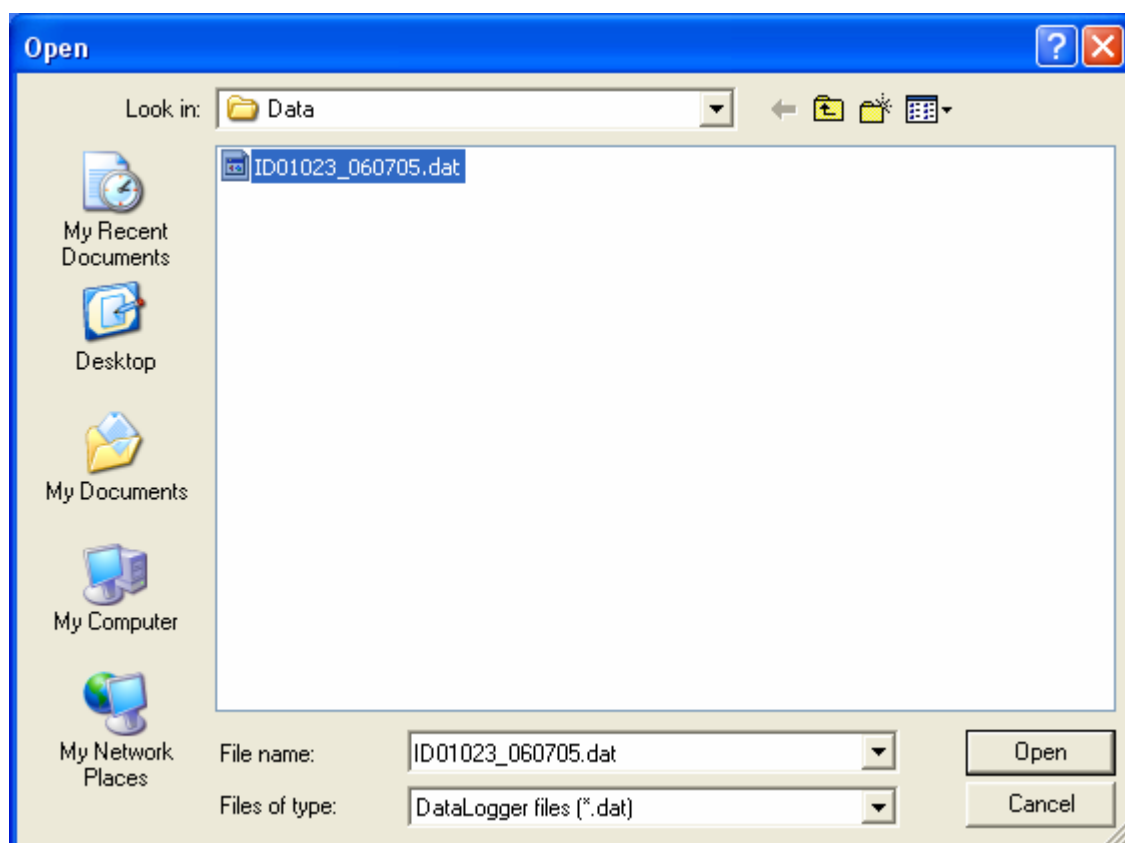 Open
Look in:
Data
ID01023_060705.dat
My Recent
Documents
Desktop
My Documents
My Computer
My Network
Places
File name:
ID01023_060705.dat
Open
Files of type:
DataLogger files (*.dat)
Cancel